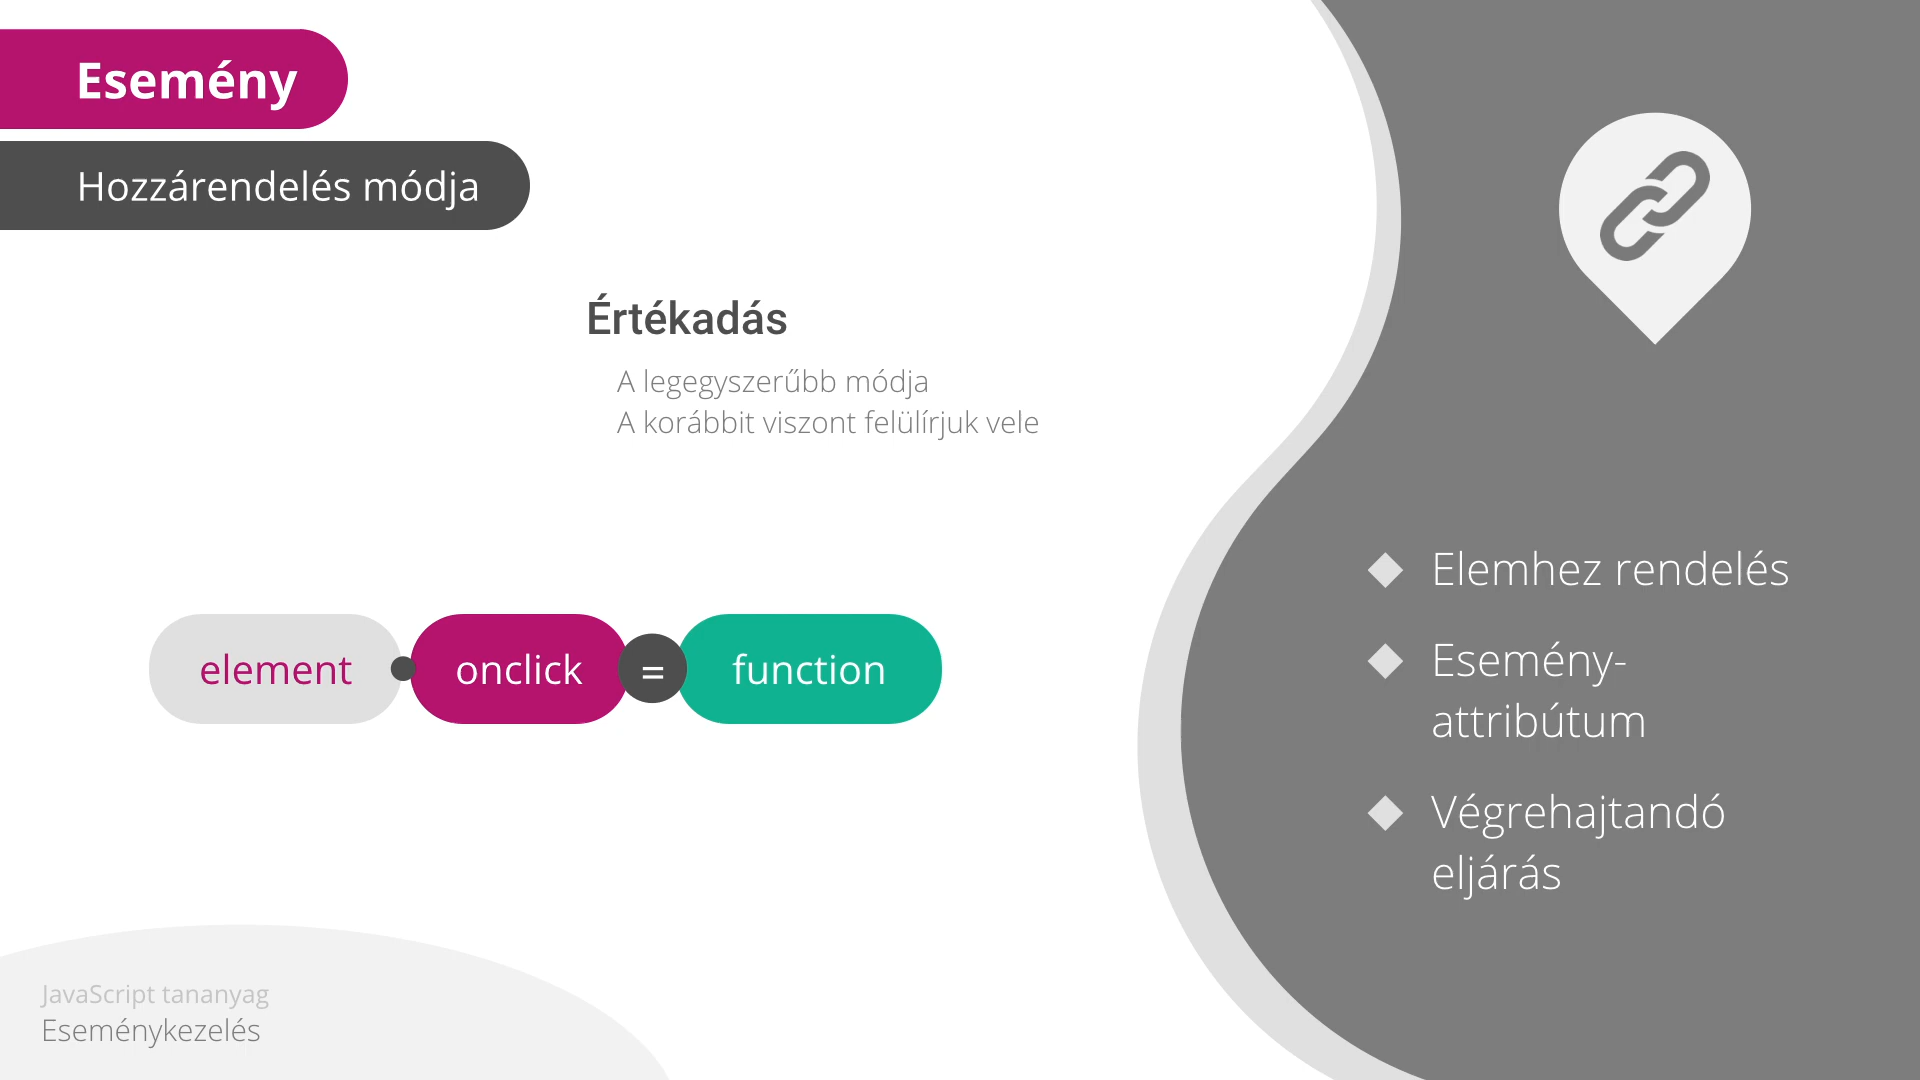 Esemény
Hozzárendelés módja
Értékadás
A legegyszerűbb módja
A korábbit viszont felülírjuk vele
element onclick = function
Elemhez rendelés
Esemény-
attribútum
Végrehajtandó
eljárás
JavaScript tananyag
Eseménykezelés